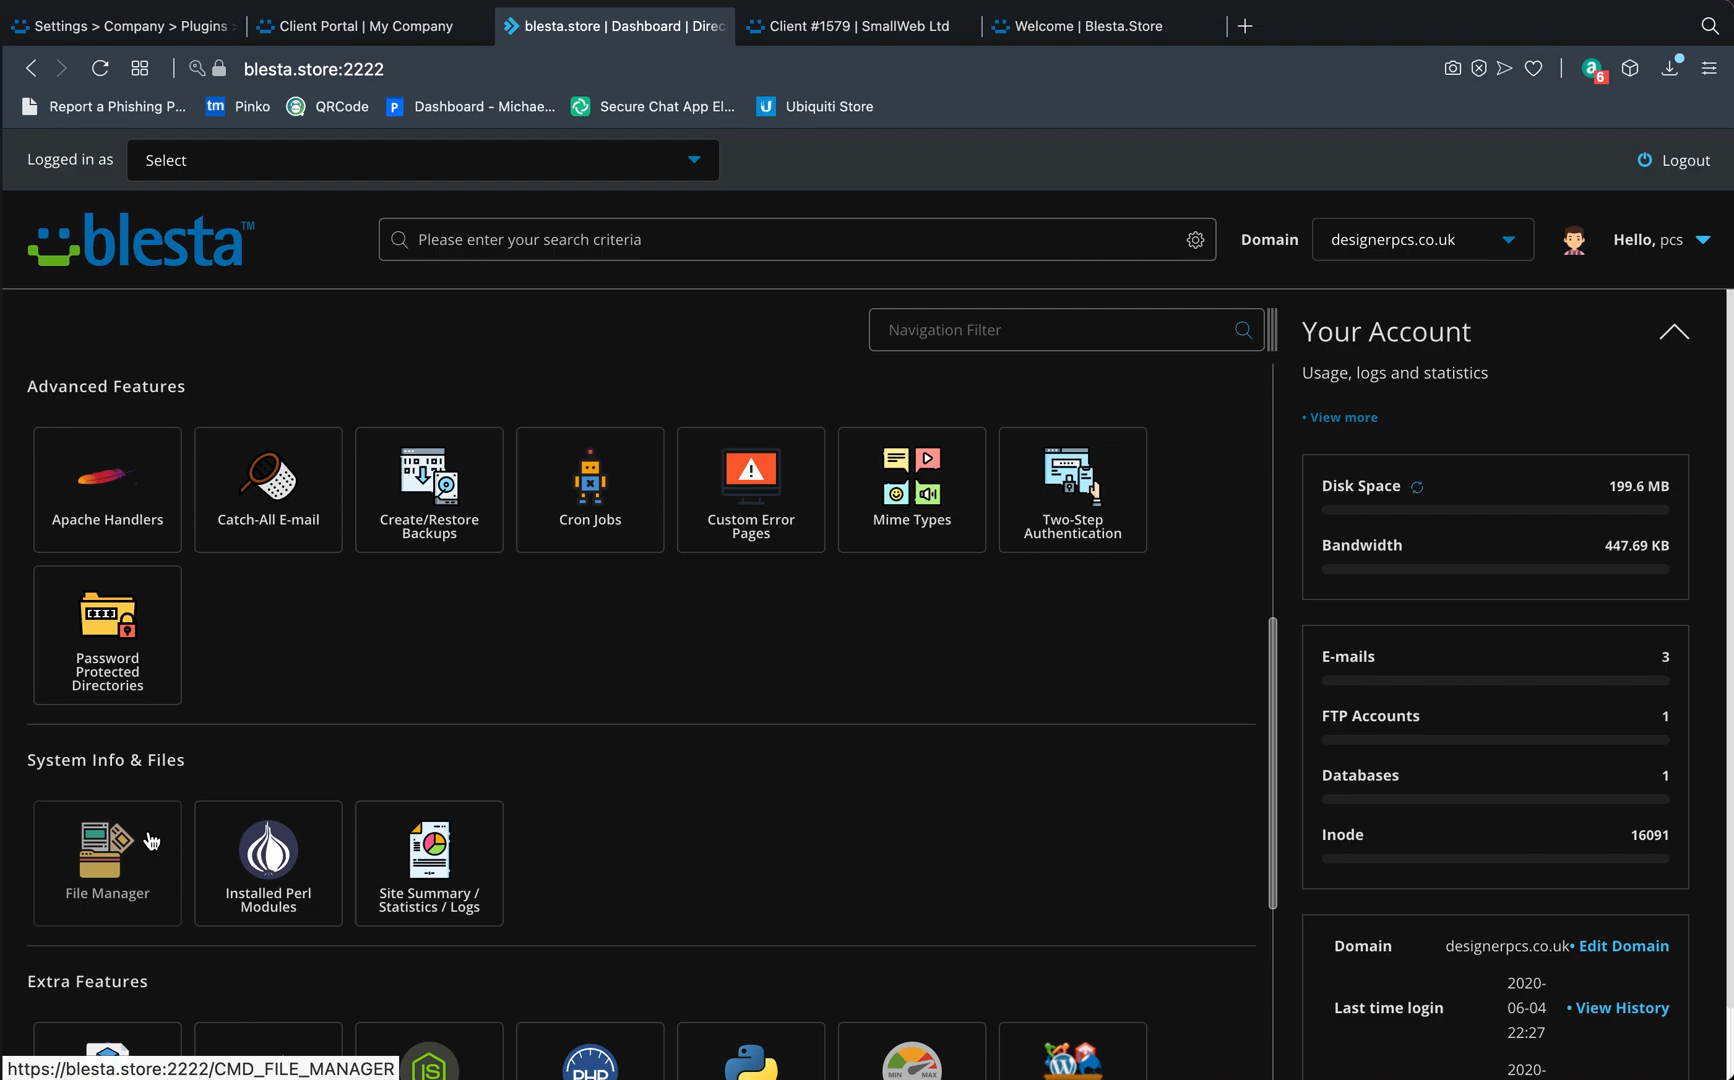 Settings > Company > Plugins >
Client Portal | My Company
blesta.store | Dashboard | Direc
Client #1579 | SmallWeb Ltd
Welcome | Blesta.Store
blesta.store:2222
a
6
Report a Phishing P...
tm
Pinko
QRCode
P
Dashboard - Michae...
Secure Chat App El...
U
Ubiquiti Store
Logged in as
Select
Logout
blesta™
Please enter your search criteria
Domain
designerpcs.co.uk
Hello, pcs
Navigation Filter
Your Account
Usage, logs and statistics
• View more
Advanced Features
Apache Handlers
Catch-All E-mail
Create/Restore
Backups
Cron Jobs
Custom Error
Pages
Mime Types
Two-Step
Authentication
Disk Space
199.6 MB
Bandwidth
447.69 KB
Password
Protected
Directories
E-mails
3
FTP Accounts
1
Databases
1
Inode
16091
System Info & Files
File Manager
Installed Perl
Modules
Site Summary /
Statistics / Logs
Domain
designerpcs.co.uk
• Edit Domain
Last time login
2020-
06-04
22:27
• View History
2020-
Extra Features
JS
PHP
MIN
MAX
https://blesta.store:2222/CMD_FILE_MANAGER